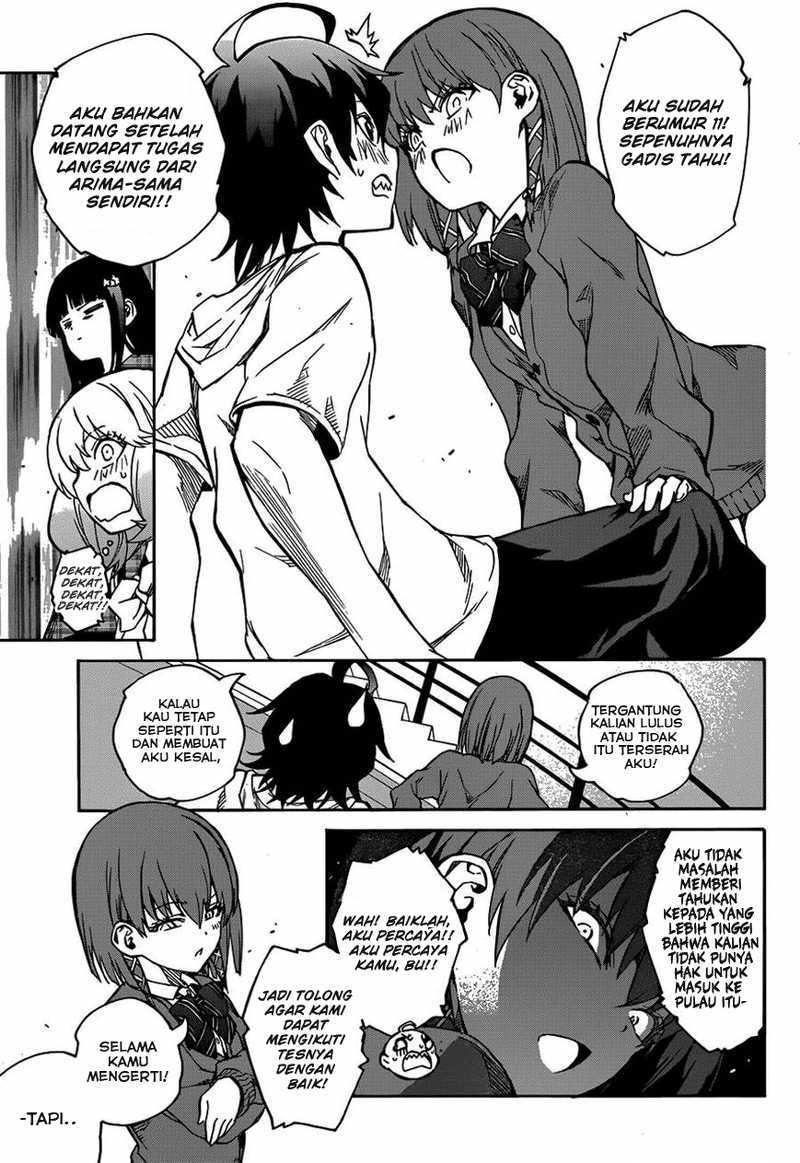 AKU SUDAH
BERUMUR 11!
SEPENUHNYA
GADIS TAHU!
AKU BAHKAN
DATANG SETELAH
MENDAPAT TUGAS
LANGSUNG DARI
ARIMA-SAMA
SENDIRI!!
DEKAT,
DEKAT,
DEKAT,
DEKAT!!
TERGANTUNG
KALIAN LULUS
ATAU TIDAK
ITU TERSERAH
AKU!
KALAU
KAU TETAP
SEPERTI ITU
DAN MEMBUAT
AKU KESAL,
AKU TIDAK
MASALAH
MEMBERI
TAHUKAN
KEPADA YANG
LEBIH TINGGI
BAHWA KALIAN
TIDAK PUNYA
HAK UNTUK
MASUK KE
PULAU ITU-
WAH! BAIKLAH,
AKU PERCAYA!!
AKU PERCAYA
KAMU, BU!!
JADI TOLONG
AGAR KAMI
DAPAT
MENGIKUTI
TESNYA
DENGAN
BAIK!
SELAMA
KAMU
MENGERTI!
-TAPI..